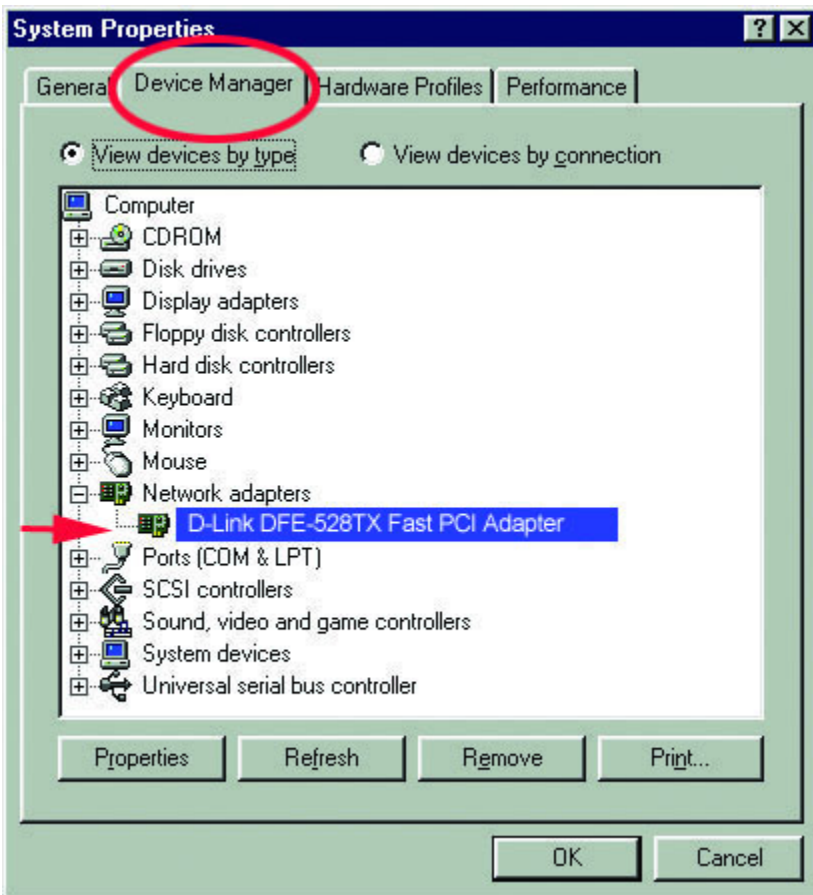 System Properties
General Device Manager Hardware Profiles Performance
View devices by type View devices by connection
Computer
CDROM
Disk drives
Display adapters
Floppy disk controllers
Hard disk controllers
Keyboard
Monitors
Mouse
Network adapters
D-Link DFE-528TX Fast PCI Adapter
Ports (COM & LPT)
SCSI controllers
Sound, video and game controllers
System devices
Universal serial bus controller
Properties Refresh Remove Print...
OK Cancel